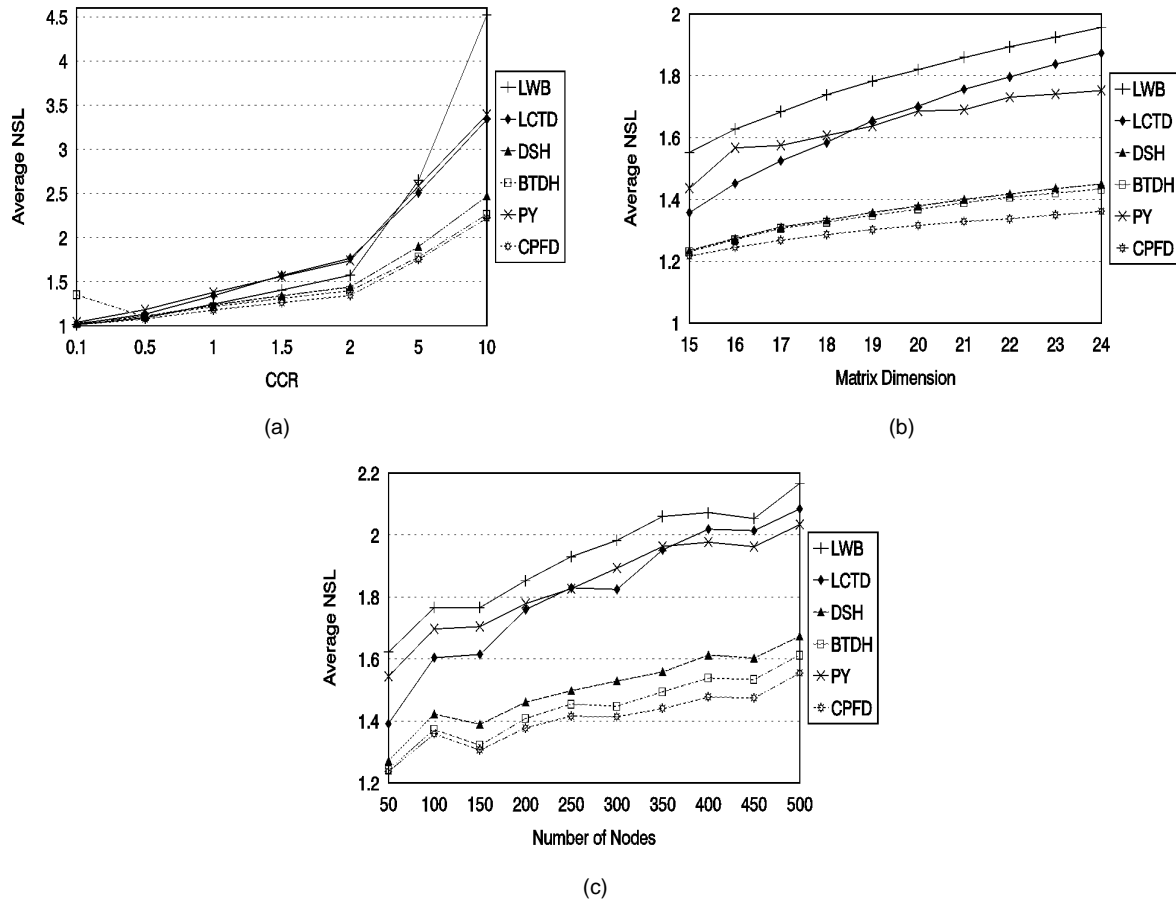 4.5
4
3.5
3
2.5
2
1.5
1
Average NSL
0.1 0.5 1 1.5 2 5 10
CCR
LWB
LCTD
DSH
BTDH
PY
CPFD
(a)
2
1.8
1.6
1.4
1.2
1
Average NSL
15 16 17 18 19 20 21 22 23 24
Matrix Dimension
LWB
LCTD
DSH
BTDH
PY
CPFD
(b)
2.2
2
1.8
1.6
1.4
1.2
Average NSL
50 100 150 200 250 300 350 400 450 500
Number of Nodes
LWB
LCTD
DSH
BTDH
PY
CPFD
(c)